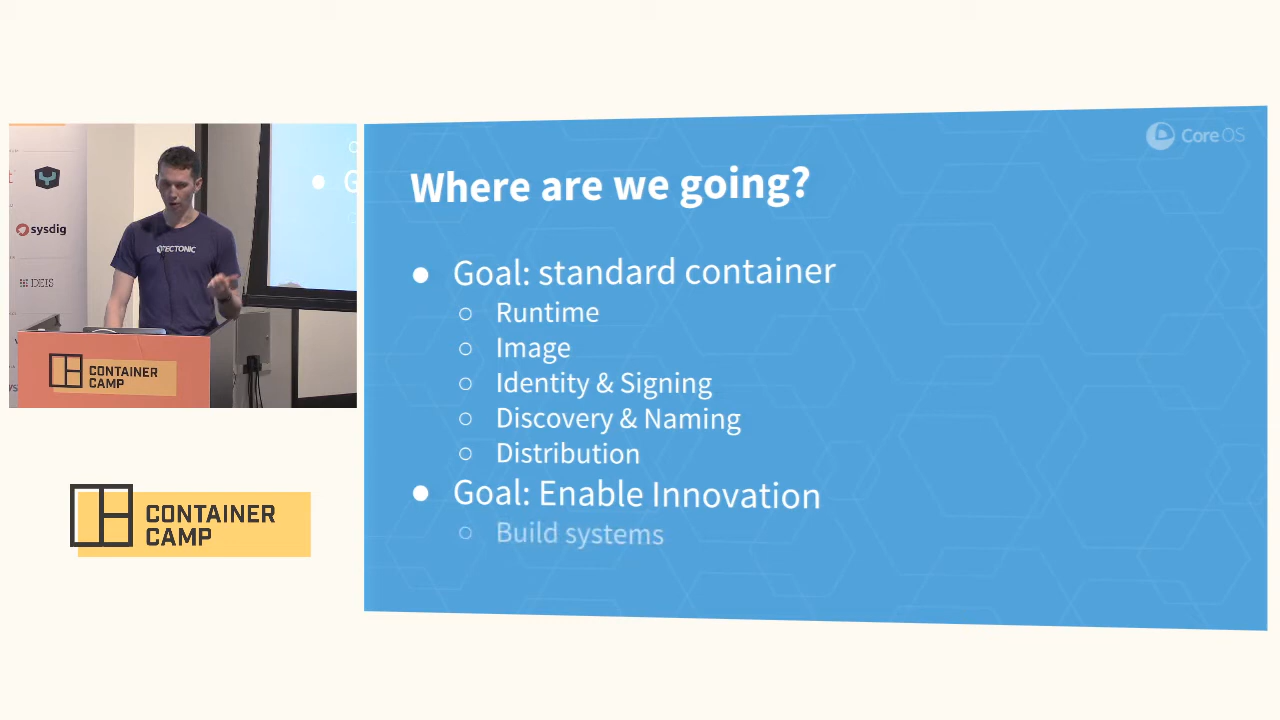 sysdig
DEIS
TECTONIC
CONTAINER
CAMP
G
CONTAINER
CAMP
CoreOS
Where are we going?
● Goal: standard container
○ Runtime
○ Image
○ Identity & Signing
○ Discovery & Naming
○ Distribution
● Goal: Enable Innovation
○ Build systems